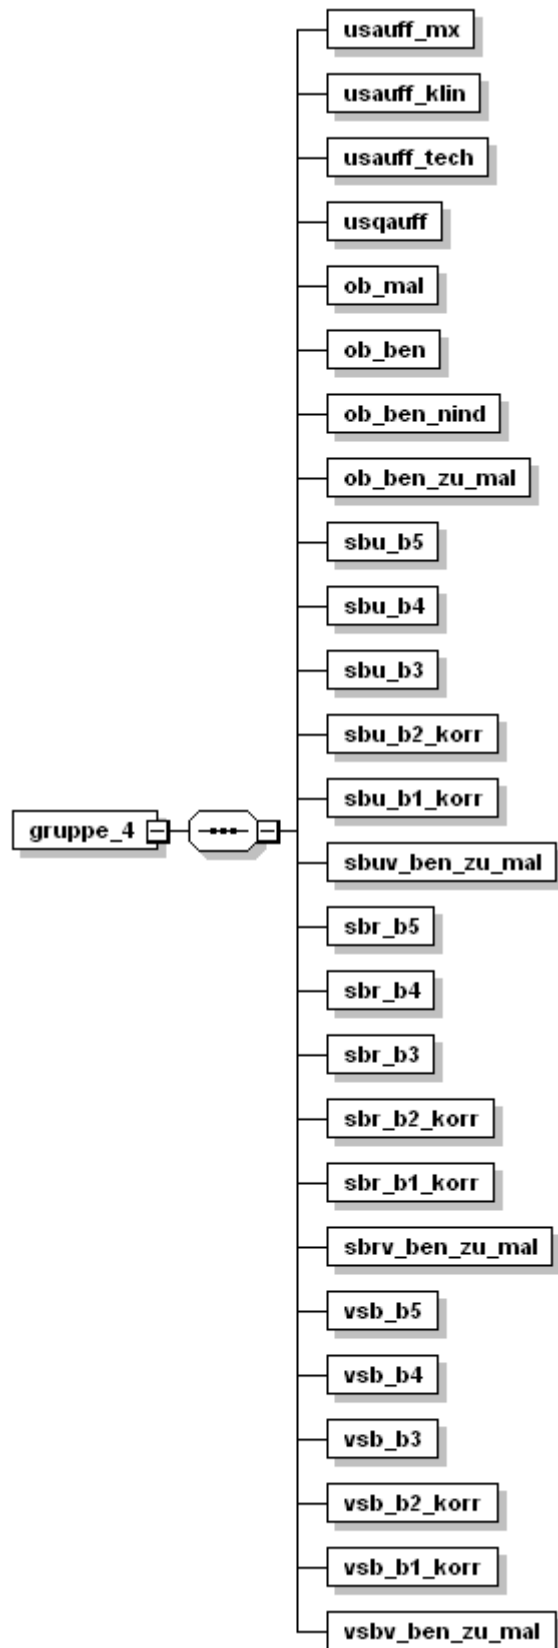 usauff_mx
usauff_klin
usauff_tech
usqauff
ob_mal
ob_ben
ob_ben_nind
ob_ben_zu_mal
sbu_b5
sbu_b4
sbu_b3
sbu_b2_korr
sbu_b1_korr
gruppe_4
sbuv_ben_zu_mal
sbr_b5
sbr_b4
sbr_b3
sbr_b2_korr
sbr_b1_korr
sbrv_ben_zu_mal
vsb_b5
vsb_b4
vsb_b3
vsb_b2_korr
vsb_b1_korr
vsbv_ben_zu_mal